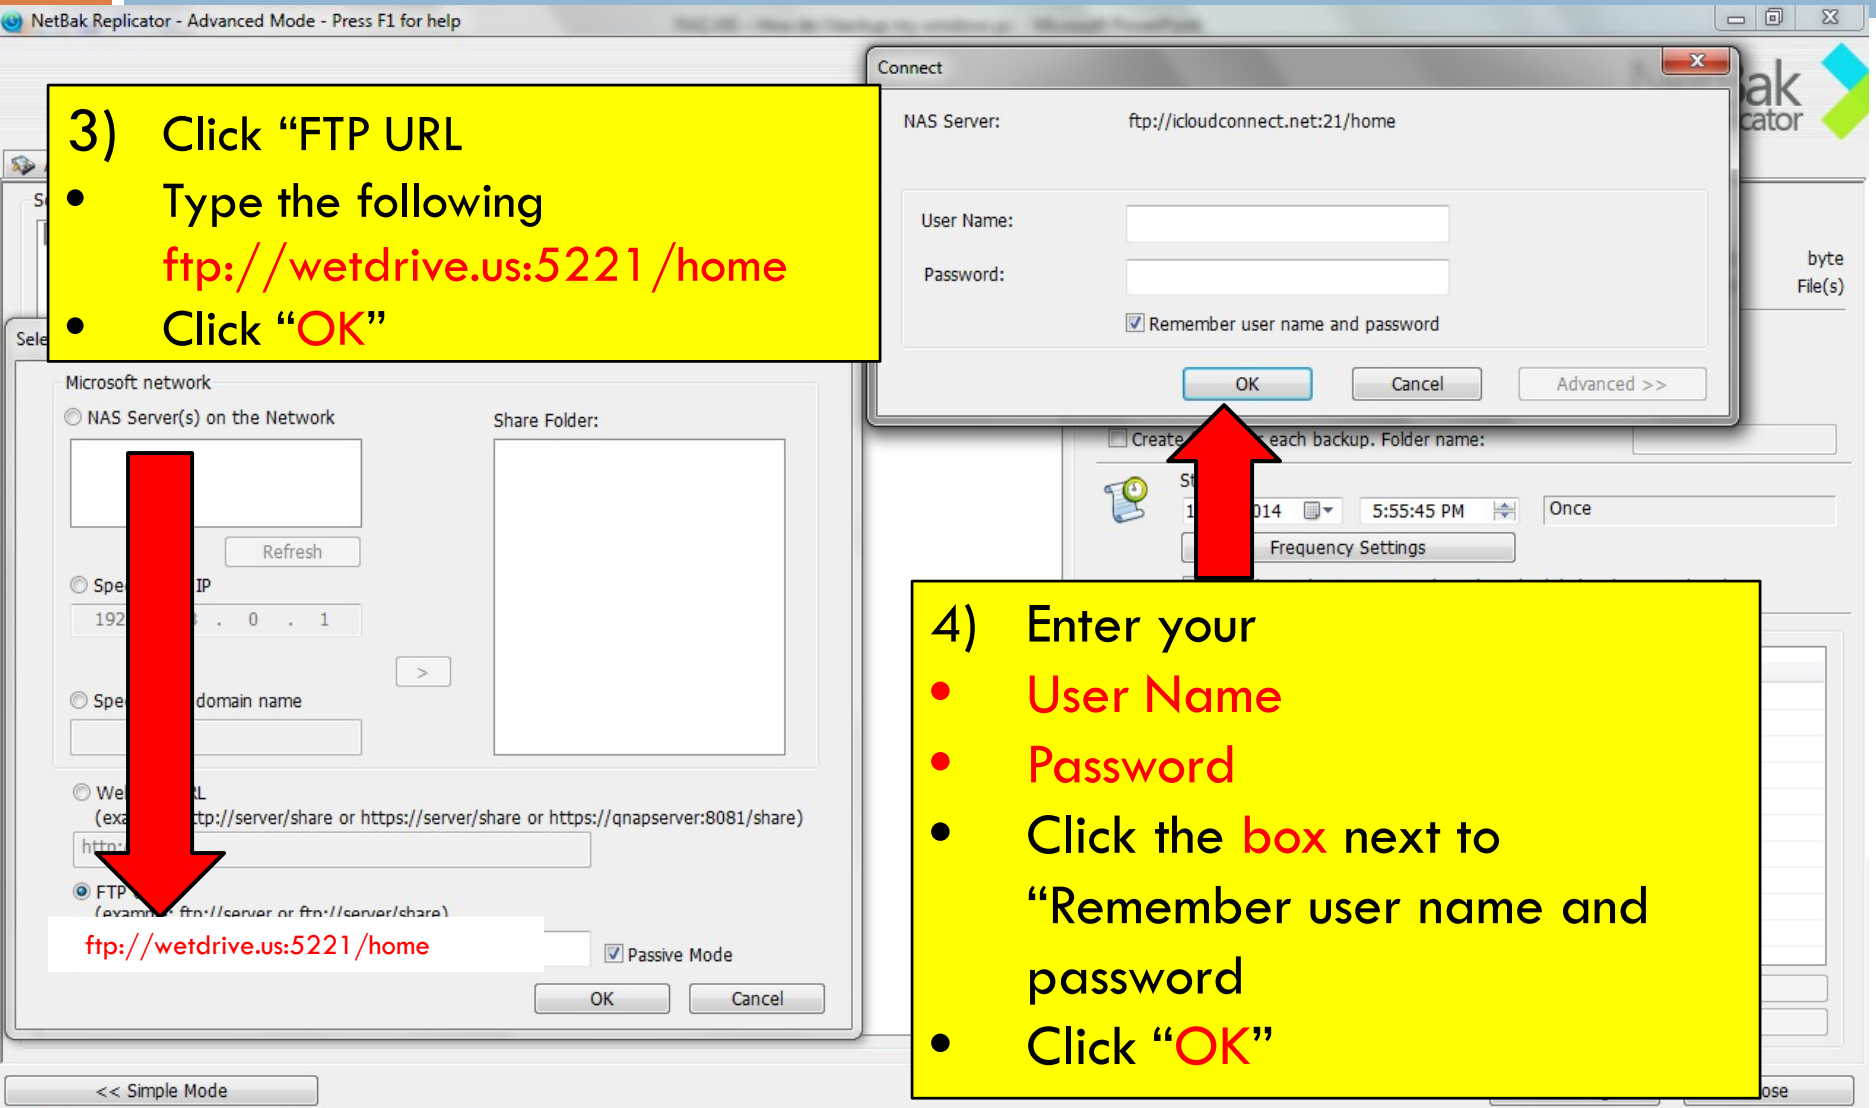 NetBak Replicator - Advanced Mode - Press F1 for help
3) Click “FTP URL
• Type the following
ftp://wetdrive.us:5221/home
• Click “OK”
Connect
NAS Server: ftp://icloudconnect.net:21/home
User Name:
Password:
Remember user name and password
OK Cancel Advanced >>
byte
File(s)
Microsoft network
NAS Server(s) on the Network
Share Folder:
Refresh
IP
192 . 0 . 1
>
domain name
(exa tp://server/share or https://server/share or https://qnapserver:8081/share)
http:
FTP
ftp://server or ftp://server/share)
ftp://wetdrive.us:5221/home
Passive Mode
OK Cancel
<< Simple Mode
Create each backup. Folder name:
014 5:55:45 PM Once
Frequency Settings
4) Enter your
• User Name
• Password
• Click the box next to
“Remember user name and
password
• Click “OK”
ose